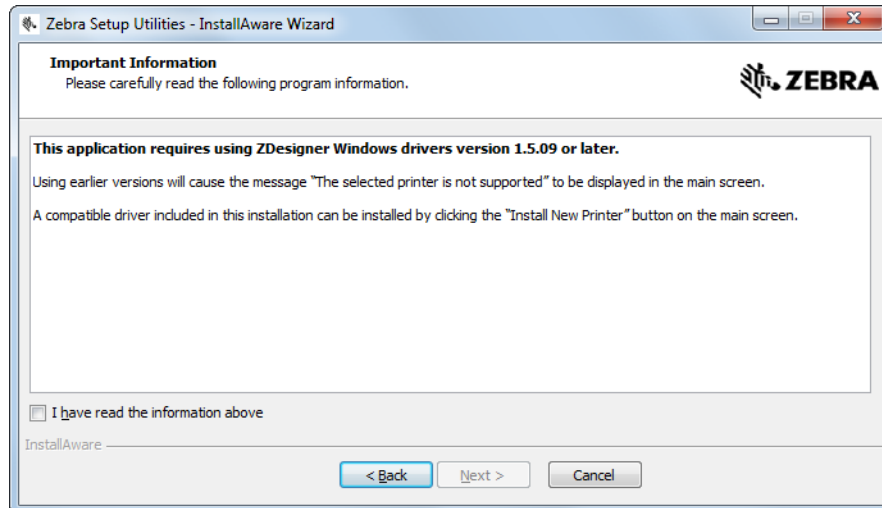 Zebra Setup Utilities - InstallAware Wizard
Important Information
Please carefully read the following program information.
ZEBRA
This application requires using ZDesigner Windows drivers version 1.5.09 or later.
Using earlier versions will cause the message “The selected printer is not supported” to be displayed in the main screen.
A compatible driver included in this installation can be installed by clicking the “Install New Printer” button on the main screen.
I have read the information above
InstallAware
< Back Next > Cancel